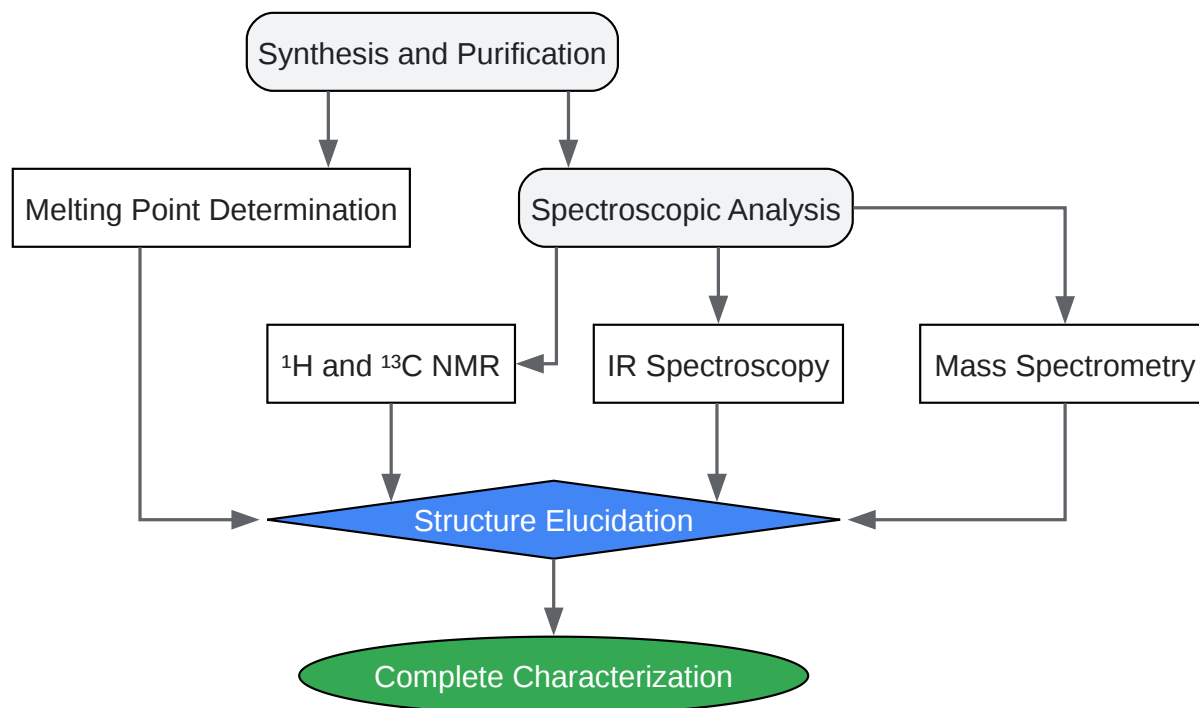 Synthesis and Purification
Melting Point Determination
Spectroscopic Analysis
¹H and ¹³C NMR
IR Spectroscopy
Mass Spectrometry
Structure Elucidation
Complete Characterization